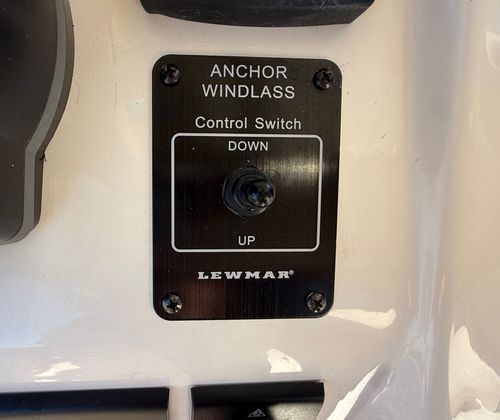 ANCHOR
WINDLASS
Control Switch
DOWN
UP
LEWMAR®